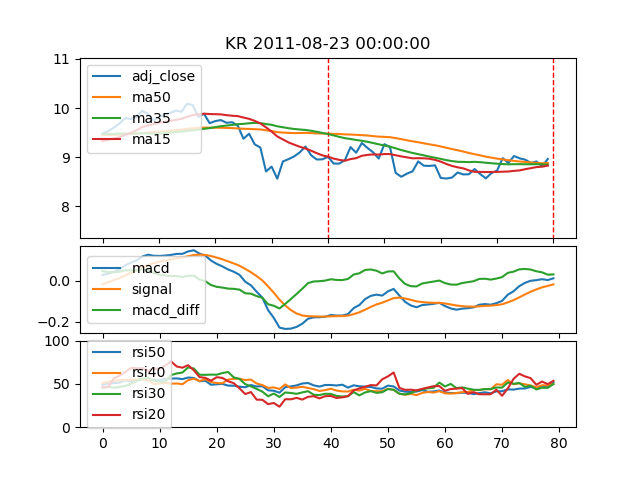 KR 2011-08-23 00:00:00
11
10
9
8
adj_close
ma50
ma35
ma15
0.0
−0.2
macd
signal
macd_diff
100
50
0
rsi50
rsi40
rsi30
rsi20
0 10 20 30 40 50 60 70 80